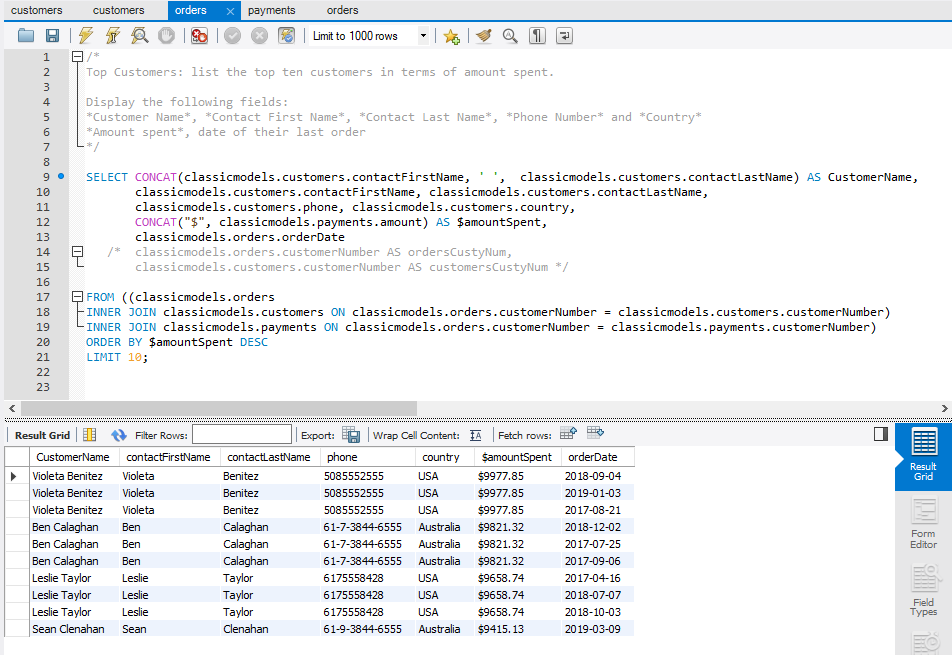 customers customers orders × payments orders
Limit to 1000 rows
1 /*
2 Top Customers: list the top ten customers in terms of amount spent.
3
4 Display the following fields:
5 *Customer Name*, *Contact First Name*, *Contact Last Name*, *Phone Number* and *Country*
6 *Amount spent*, date of their last order
7 */
8
9 SELECT CONCAT(classicmodels.customers.contactFirstName, ' ',  classicmodels.customers.contactLastName) AS CustomerName,
10 classicmodels.customers.contactFirstName, classicmodels.customers.contactLastName,
11 classicmodels.customers.phone, classicmodels.customers.country,
12 CONCAT("$", classicmodels.payments.amount) AS $amountSpent,
13 classicmodels.orders.orderDate
14 /*  classicmodels.orders.customerNumber AS ordersCustyNum,
15 classicmodels.customers.customerNumber AS customersCustyNum */
16
17 FROM ((classicmodels.orders
18 INNER JOIN classicmodels.customers ON classicmodels.orders.customerNumber = classicmodels.customers.customerNumber)
19 INNER JOIN classicmodels.payments ON classicmodels.orders.customerNumber = classicmodels.payments.customerNumber)
20 ORDER BY $amountSpent DESC
21 LIMIT 10;
22
23
Result Grid Filter Rows: Export: Wrap Cell Content: Fetch rows:
CustomerName contactFirstName contactLastName phone country $amountSpent orderDate
Violeta Benitez Violeta Benitez 5085552555 USA $9977.85 2018-09-04
Violeta Benitez Violeta Benitez 5085552555 USA $9977.85 2019-01-03
Violeta Benitez Violeta Benitez 5085552555 USA $9977.85 2017-08-21
Ben Calaghan Ben Calaghan 61-7-3844-6555 Australia $9821.32 2018-12-02
Ben Calaghan Ben Calaghan 61-7-3844-6555 Australia $9821.32 2017-07-25
Ben Calaghan Ben Calaghan 61-7-3844-6555 Australia $9821.32 2017-09-06
Leslie Taylor Leslie Taylor 6175558428 USA $9658.74 2017-04-16
Leslie Taylor Leslie Taylor 6175558428 USA $9658.74 2018-07-07
Leslie Taylor Leslie Taylor 6175558428 USA $9658.74 2018-10-03
Sean Clenahan Sean Clenahan 61-9-3844-6555 Australia $9415.13 2019-03-09
Result
Grid
Form
Editor
Field
Types